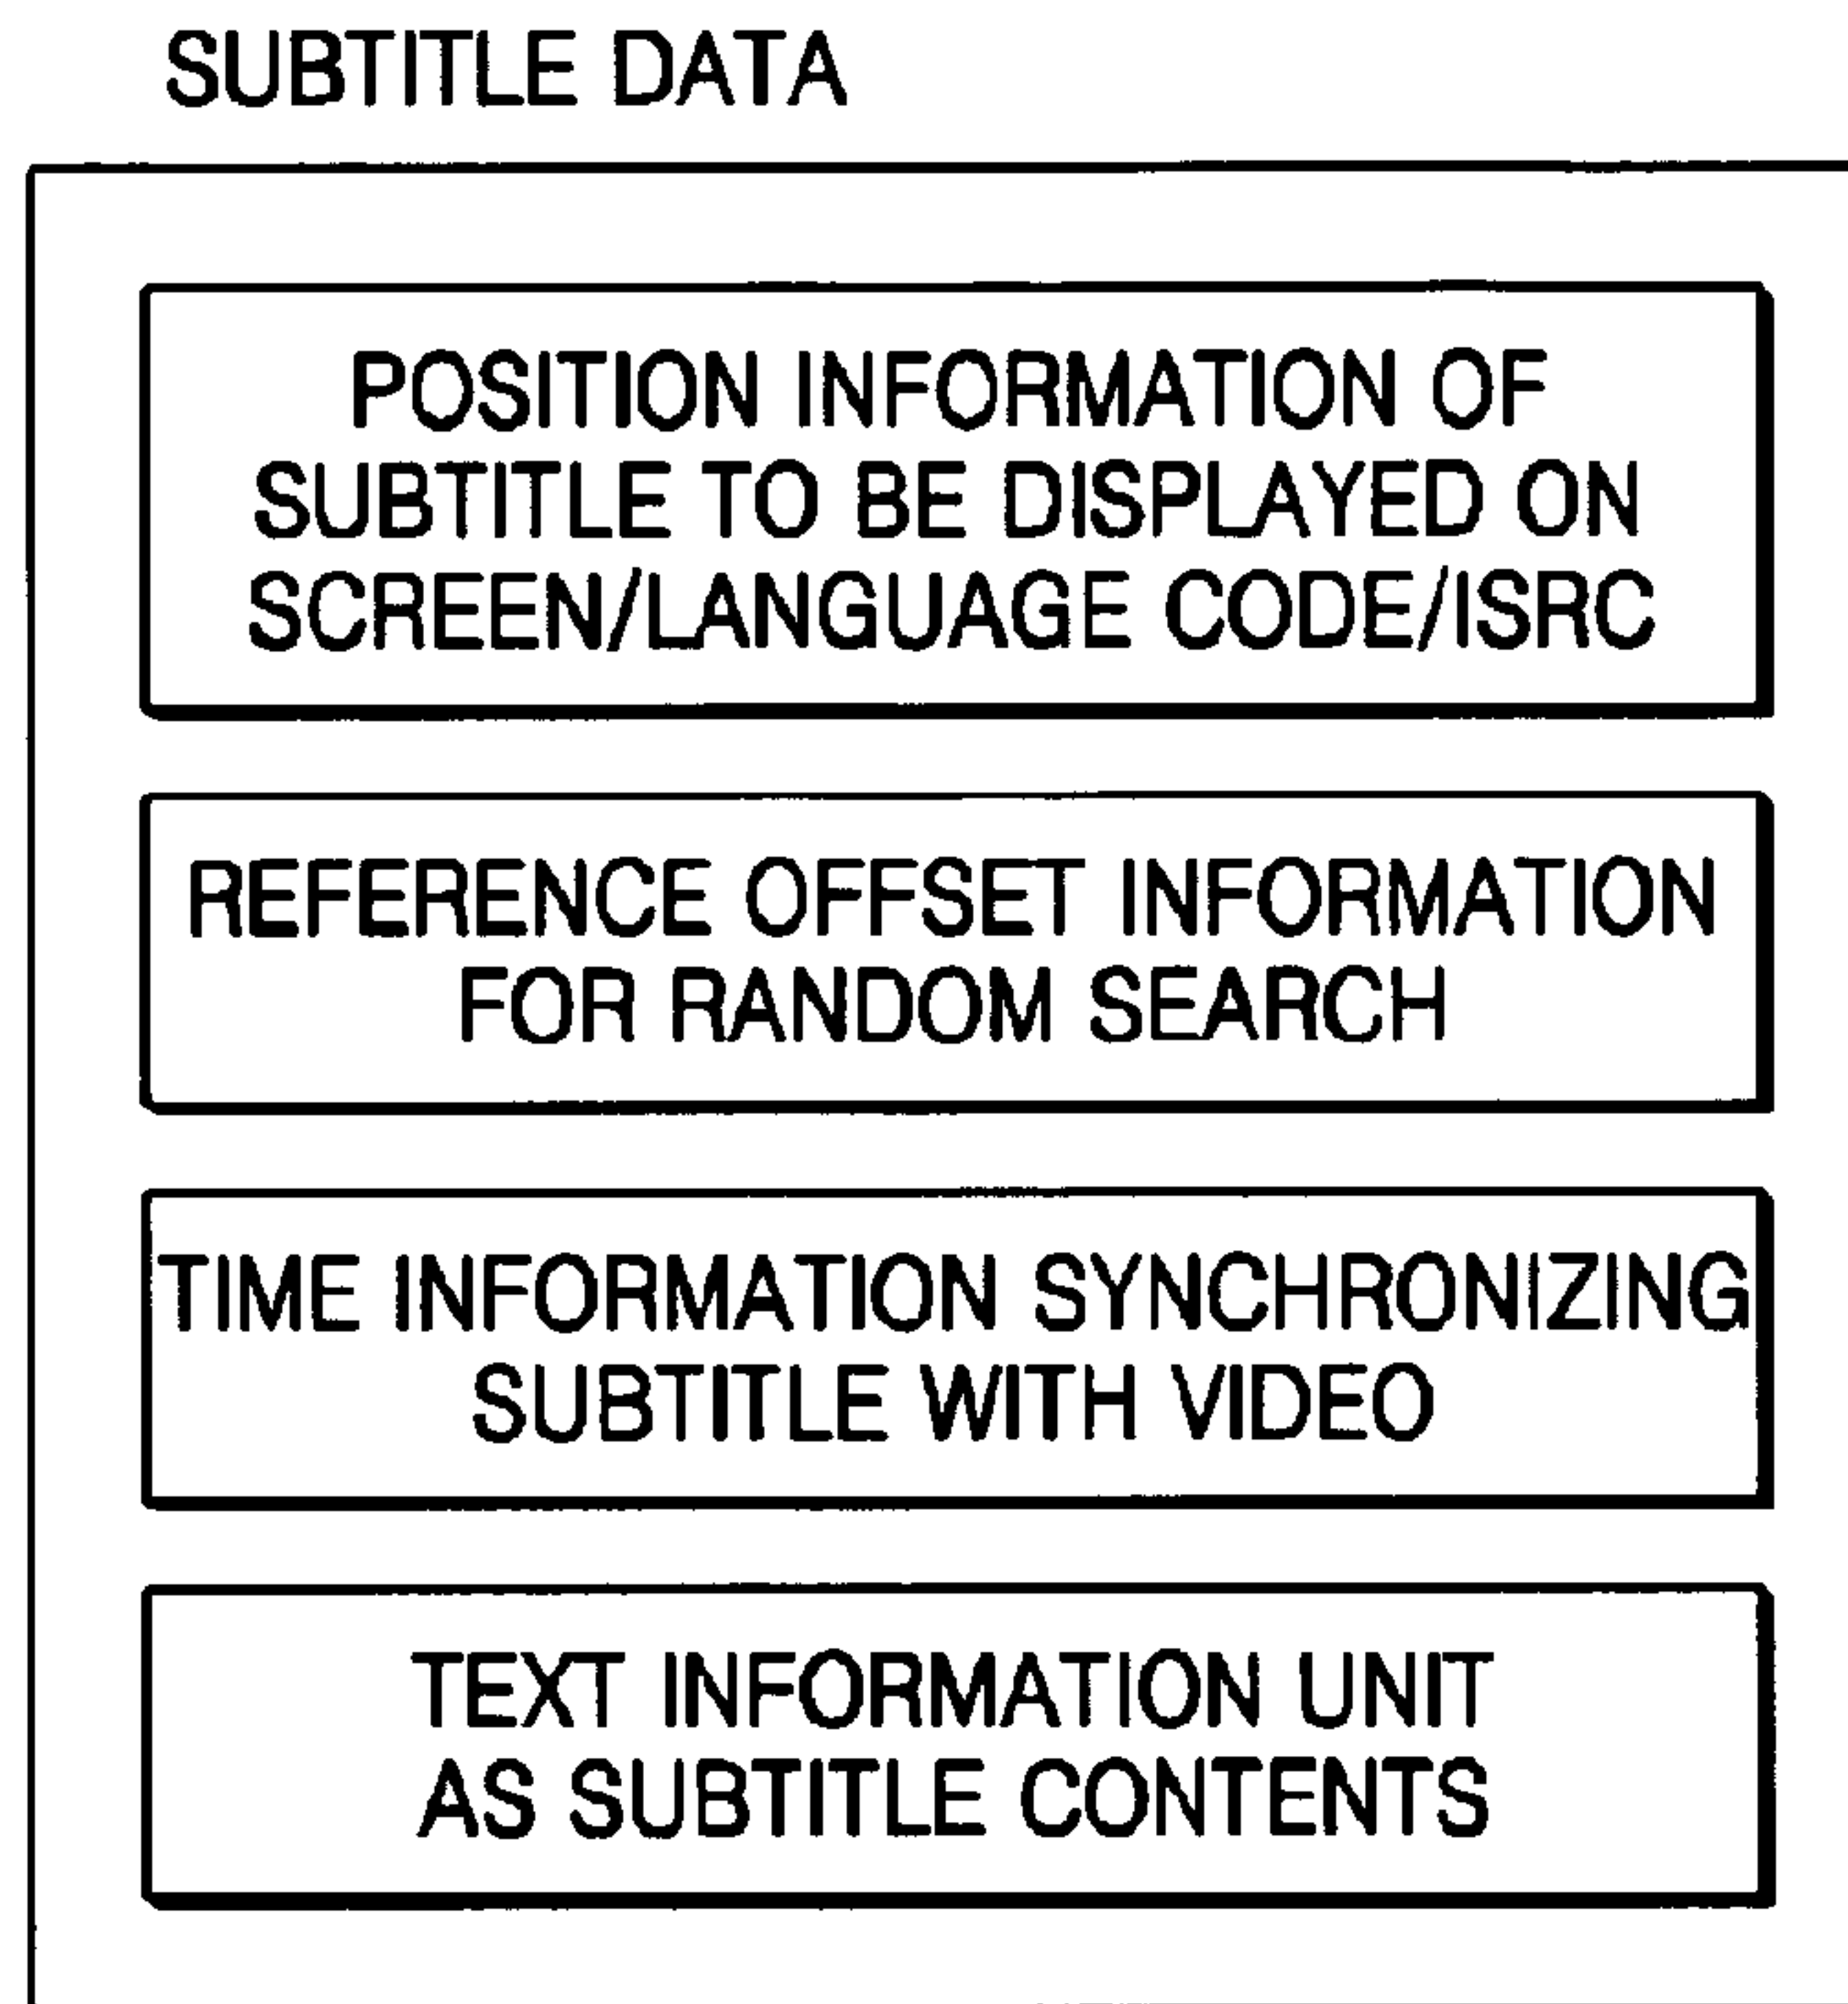 SUBTITLE DATA
POSITION INFORMATION OF
SUBTITLE TO BE DISPLAYED ON
SCREEN/LANGUAGE CODE/ISRC
REFERENCE OFFSET INFORMATION
FOR RANDOM SEARCH
TIME INFORMATION SYNCHRONIZING
SUBTITLE WITH VIDEO
TEXT INFORMATION UNIT
AS SUBTITLE CONTENTS